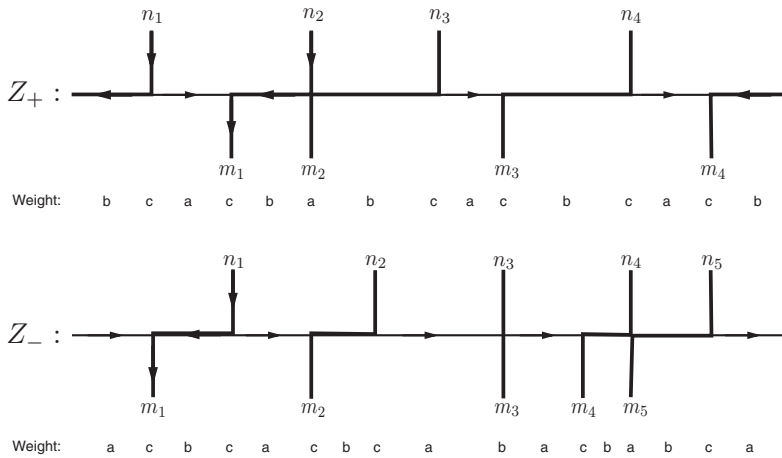 n₁ n₂ n₃ n₄
Z₊ :
m₁ m₂ m₃ m₄
Weight: b c a c b a b c a c b c a c b
n₁ n₂ n₃ n₄ n₅
Z₋ :
m₁ m₂ m₃ m₄ m₅
Weight: a c b c a c b c a b a c b a b c a